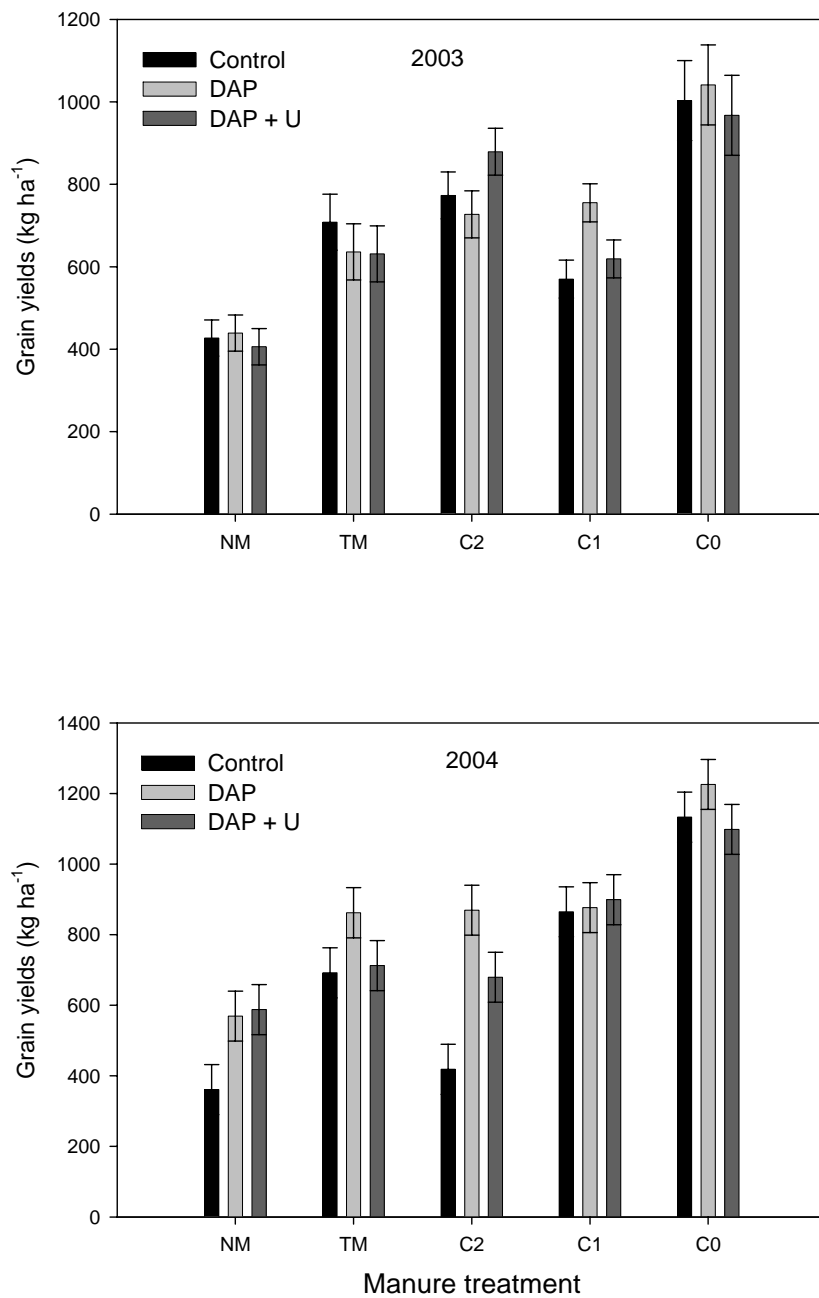 1200
1000
800
600
400
200
0
Grain yields (kg ha⁻¹)
2003
Control
DAP
DAP + U
NM TM C2 C1 C0
1400
1200
1000
800
600
400
200
0
Grain yields (kg ha⁻¹)
2004
Control
DAP
DAP + U
NM TM C2 C1 C0
Manure treatment